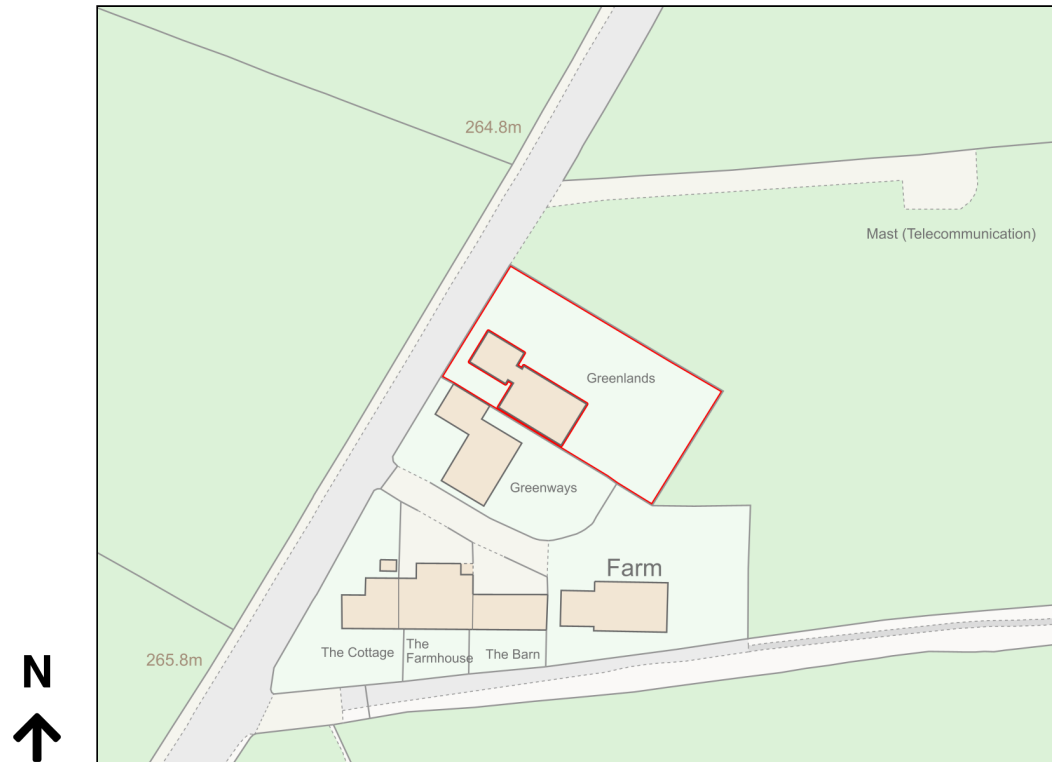 264.8m
Mast (Telecommunication)
Greenlands
Greenways
Farm
The Cottage
The
Farmhouse
The Barn
265.8m
N